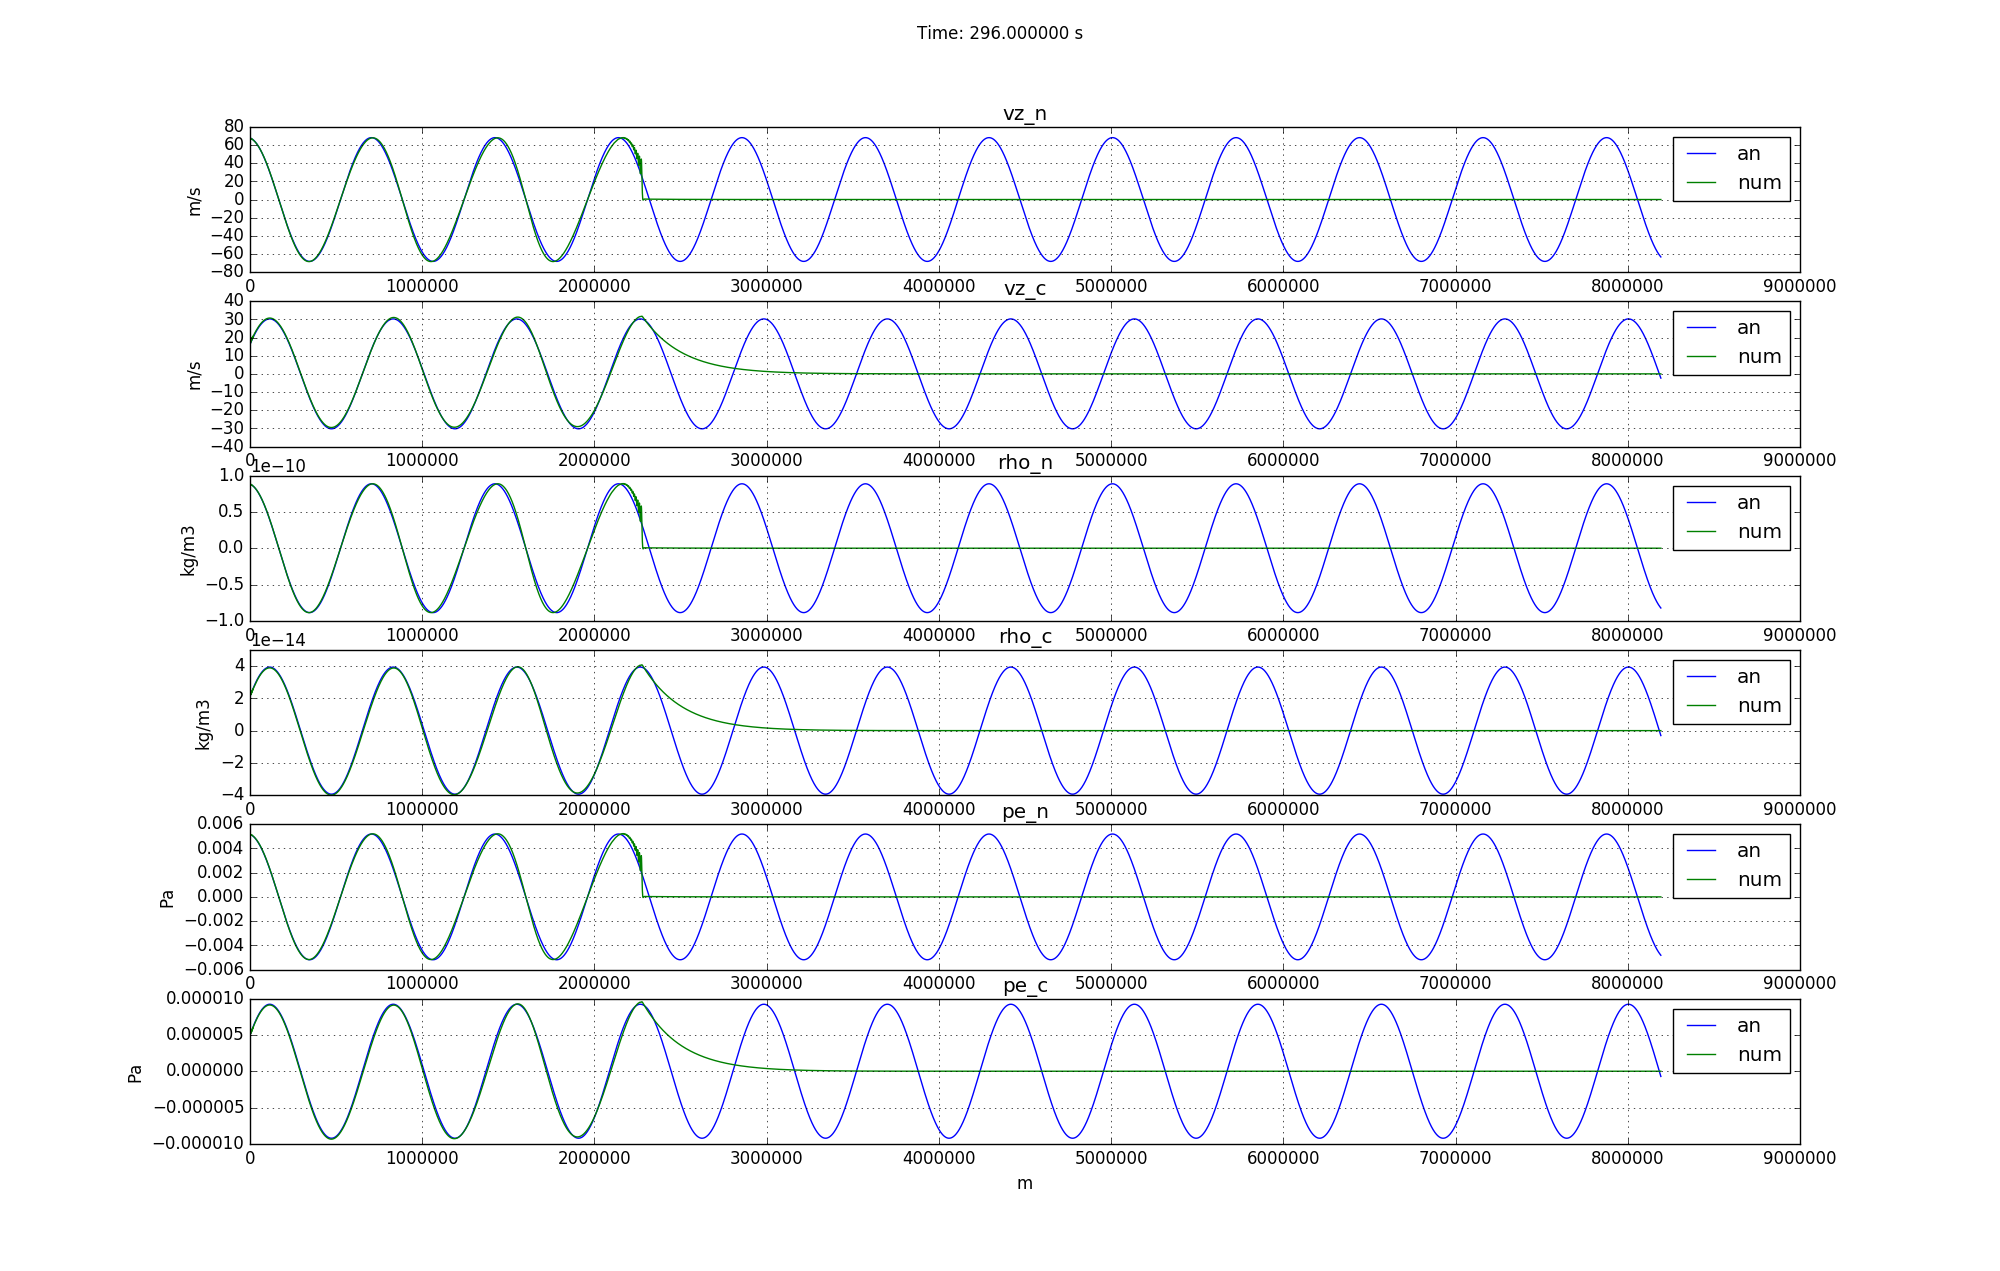 Time: 296.000000 s
vz_n
80
60
40
20
0
−20
−40
−60
−80
m/s
an
num
0 1000000 2000000 3000000 4000000 5000000 6000000 7000000 8000000 9000000
vz_c
40
30
20
10
0
−10
−20
−30
−40
m/s
an
num
0 1000000 2000000 3000000 4000000 5000000 6000000 7000000 8000000 9000000
1e−10
rho_n
1.0
0.5
0.0
−0.5
−1.0
kg/m3
an
num
0 1000000 2000000 3000000 4000000 5000000 6000000 7000000 8000000 9000000
1e−14
rho_c
4
2
0
−2
−4
kg/m3
an
num
0 1000000 2000000 3000000 4000000 5000000 6000000 7000000 8000000 9000000
pe_n
0.006
0.004
0.002
0.000
−0.002
−0.004
−0.006
Pa
an
num
0 1000000 2000000 3000000 4000000 5000000 6000000 7000000 8000000 9000000
pe_c
0.000010
0.000005
0.000000
−0.000005
−0.000010
Pa
an
num
0 1000000 2000000 3000000 4000000 5000000 6000000 7000000 8000000 9000000
m